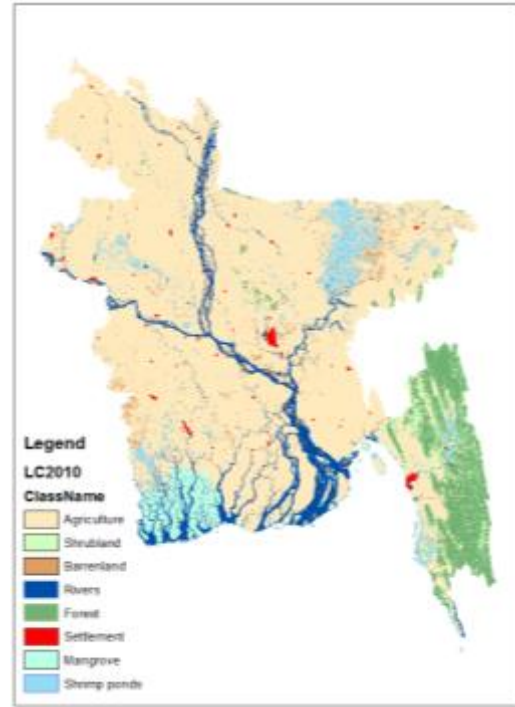 Legend
LC2010
ClassName
Agriculture
Shrubland
Barrenland
Rivers
Forest
Settlement
Mangrove
Shrimp ponds